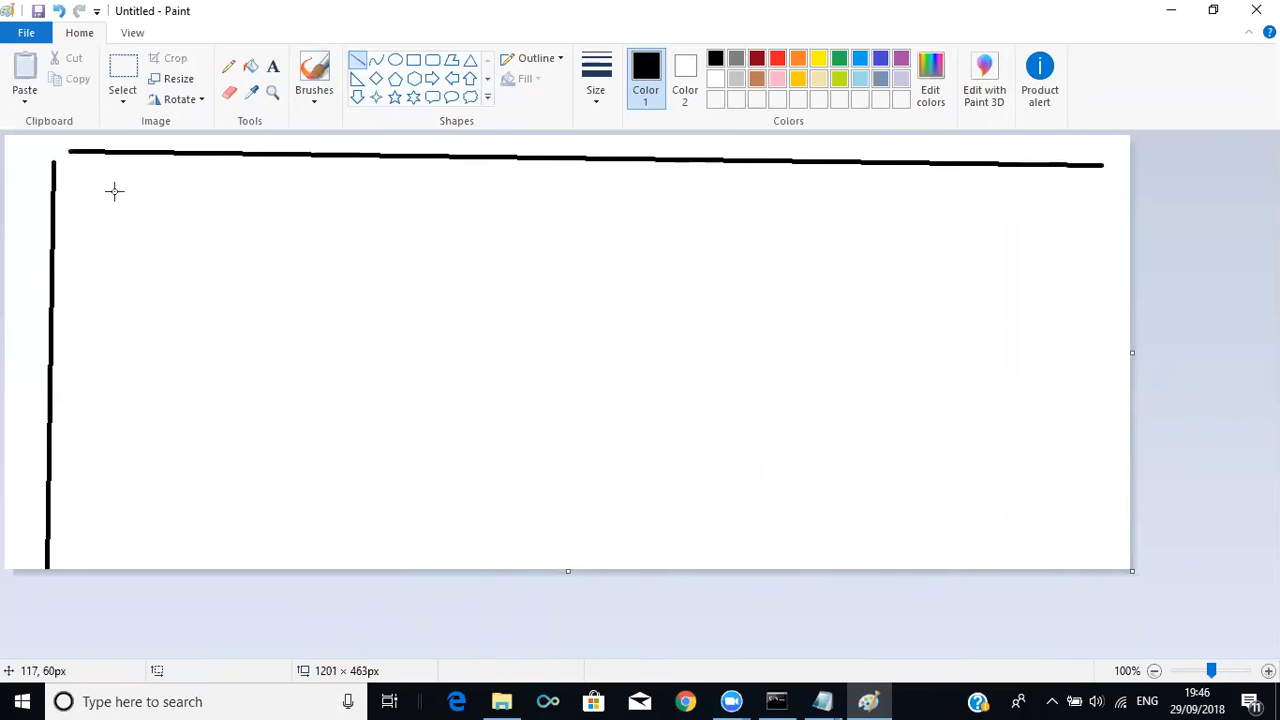 Untitled - Paint
File Home View
Paste Cut Copy Clipboard
Select Crop Resize Rotate Image
Tools
Brushes
Outline Fill Shapes
Size
Color 1
Color 2
Edit colors
Colors
Edit with Paint 3D
Product alert
117, 60px
1201 × 463px
100%
Type here to search
ENG
19:46
29/09/2018
11